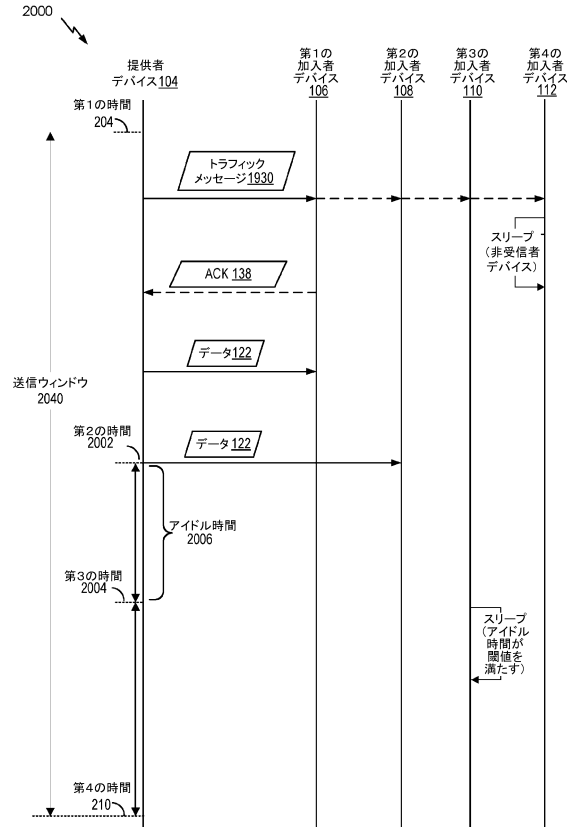 2000
提供者
デバイス104
第1の
加入者
デバイス
106
第2の
加入者
デバイス
108
第3の
加入者
デバイス
110
第4の
加入者
デバイス
112
第1の時間
204
トラフィック
メッセージ1930
スリープ
(非受信者
デバイス)
ACK 138
データ122
送信ウィンドウ
2040
第2の時間
2002
データ122
アイドル時間
2006
第3の時間
2004
スリープ
(アイドル
時間が
閾値を
満たす)
第4の時間
210